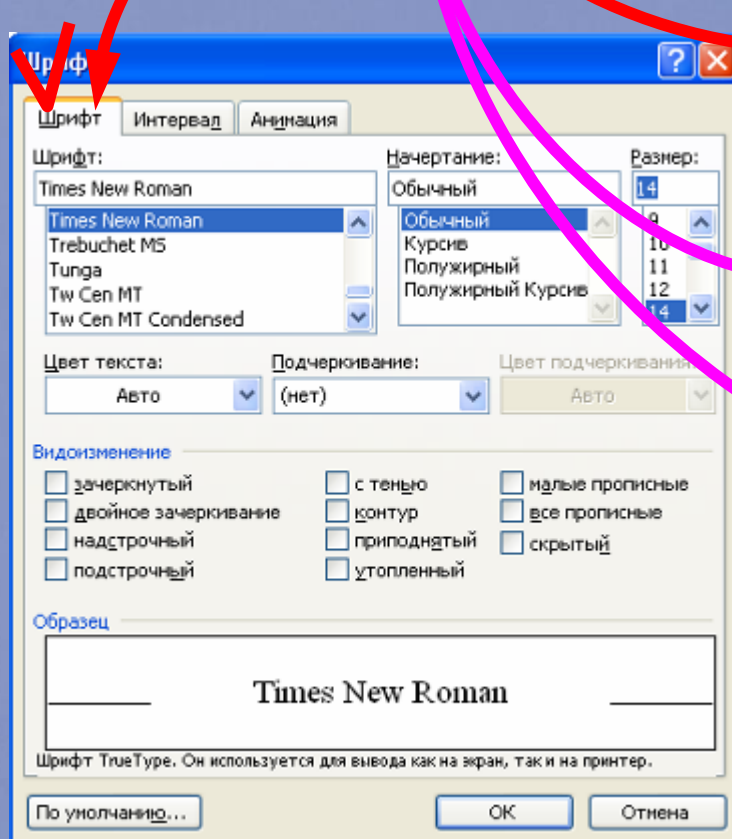 Шрифт
Шрифт Интервал Анимация
Шрифт: Начертание: Размер:
Times New Roman Обычный 14
Times New Roman Обычный 9
Trebuchet MS Курсив 10
Tunga Полужирный 11
Tw Cen MT Полужирный Курсив 12
Tw Cen MT Condensed 14
Цвет текста: Подчеркивание: Цвет подчеркивания:
Авто (нет) Авто
Видоизменение
зачеркнутый с тенью малые прописные
двойное зачеркивание контур все прописные
надстрочный приподнятый скрытый
подстрочный утопленный
Образец
Times New Roman
Шрифт TrueType. Он используется для вывода как на экран, так и на принтер.
По умолчанию... ОК Отмена